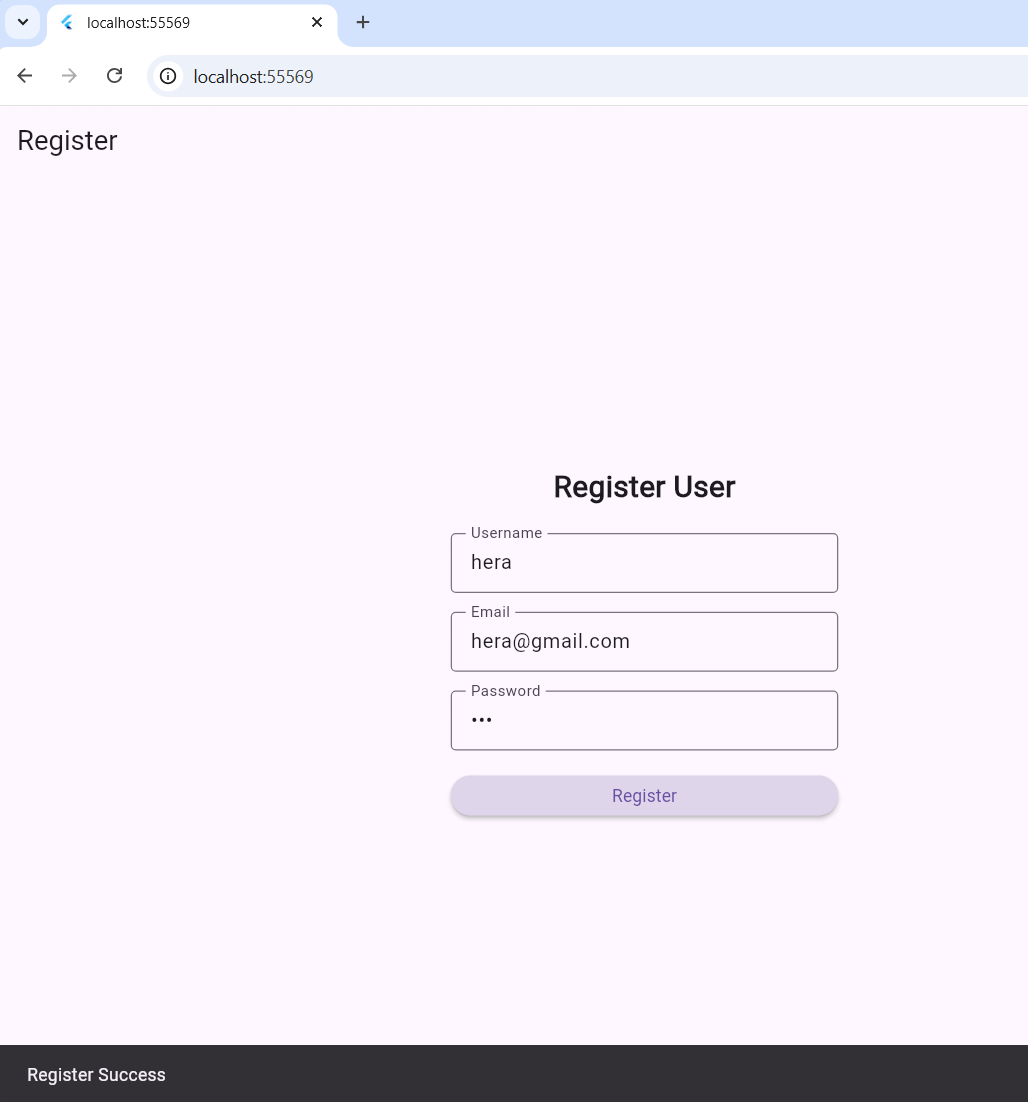 localhost:55569
localhost:55569
Register
Register User
Username
hera
Email
hera@gmail.com
Password
•••
Register
Register Success